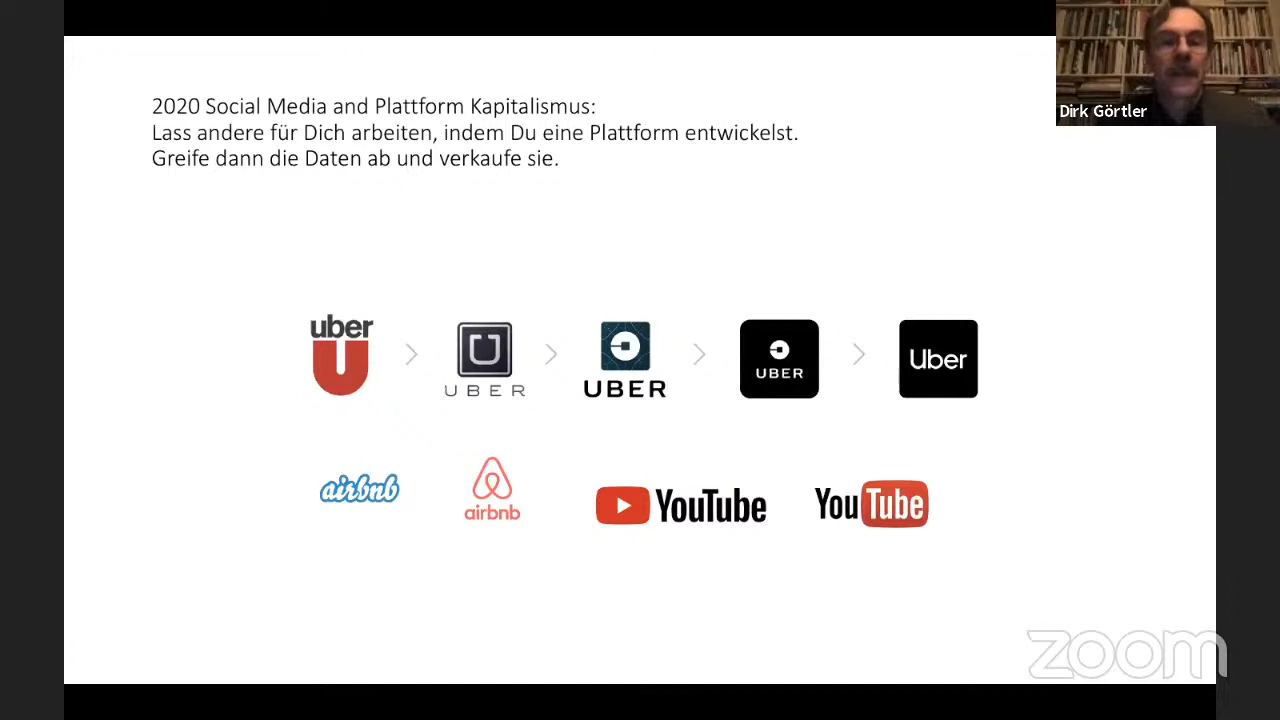 2020 Social Media and Plattform Kapitalismus:
Lass andere für Dich arbeiten, indem Du eine Plattform entwickelst.
Greife dann die Daten ab und verkaufe sie.
Dirk Görtler
uber
UBER
UBER
UBER
Uber
airbnb
airbnb
YouTube
YouTube
zoom